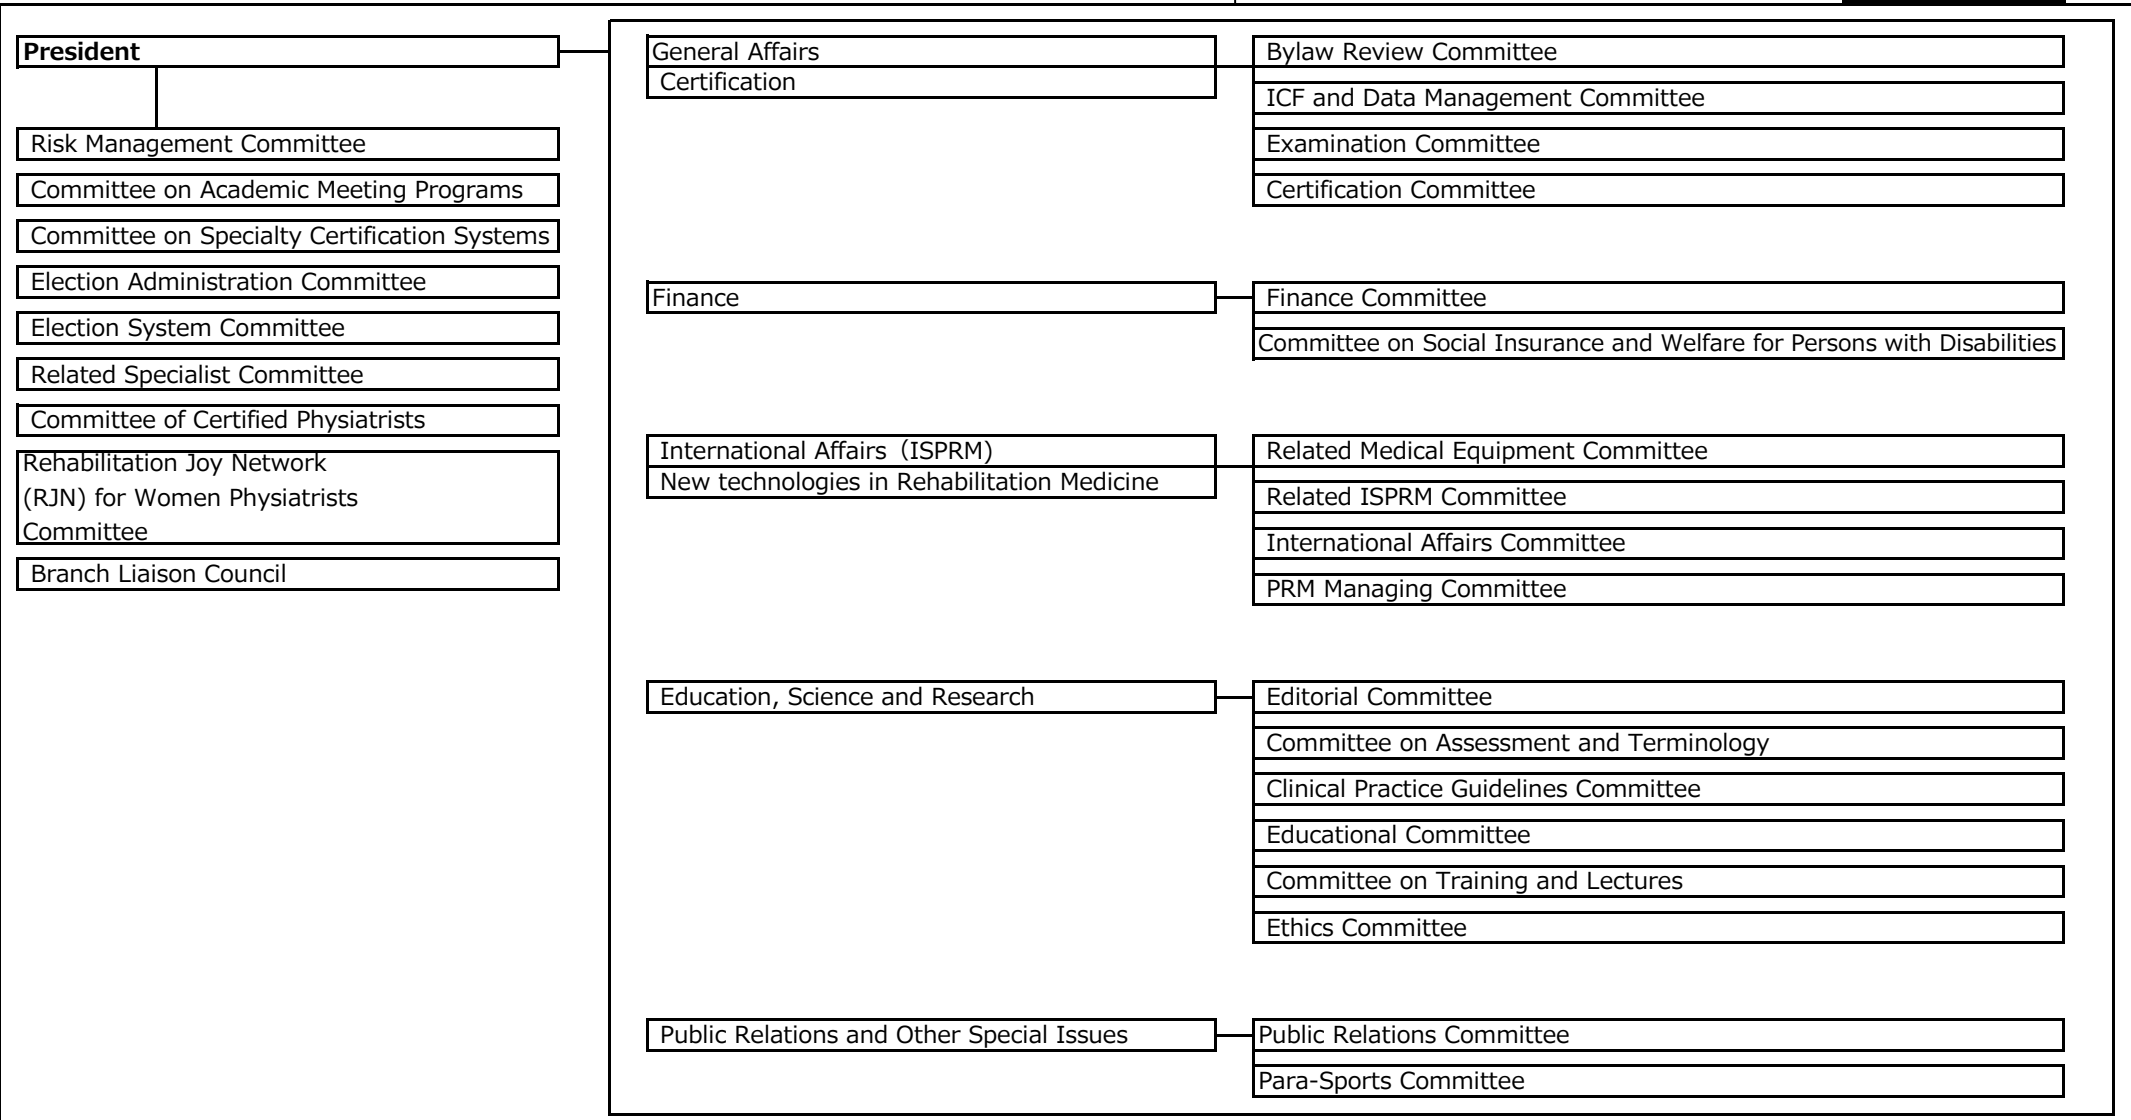 President
Risk Management Committee
Committee on Academic Meeting Programs
Committee on Specialty Certification Systems
Election Administration Committee
Election System Committee
Related Specialist Committee
Committee of Certified Physiatrists
Rehabilitation Joy Network
(RJN) for Women Physiatrists
Committee
Branch Liaison Council
General Affairs
Certification
Bylaw Review Committee
ICF and Data Management Committee
Examination Committee
Certification Committee
Finance
Finance Committee
Committee on Social Insurance and Welfare for Persons with Disabilities
International Affairs（ISPRM)
New technologies in Rehabilitation Medicine
Related Medical Equipment Committee
Related ISPRM Committee
International Affairs Committee
PRM Managing Committee
Education, Science and Research
Editorial Committee
Committee on Assessment and Terminology
Clinical Practice Guidelines Committee
Educational Committee
Committee on Training and Lectures
Ethics Committee
Public Relations and Other Special Issues
Public Relations Committee
Para-Sports Committee